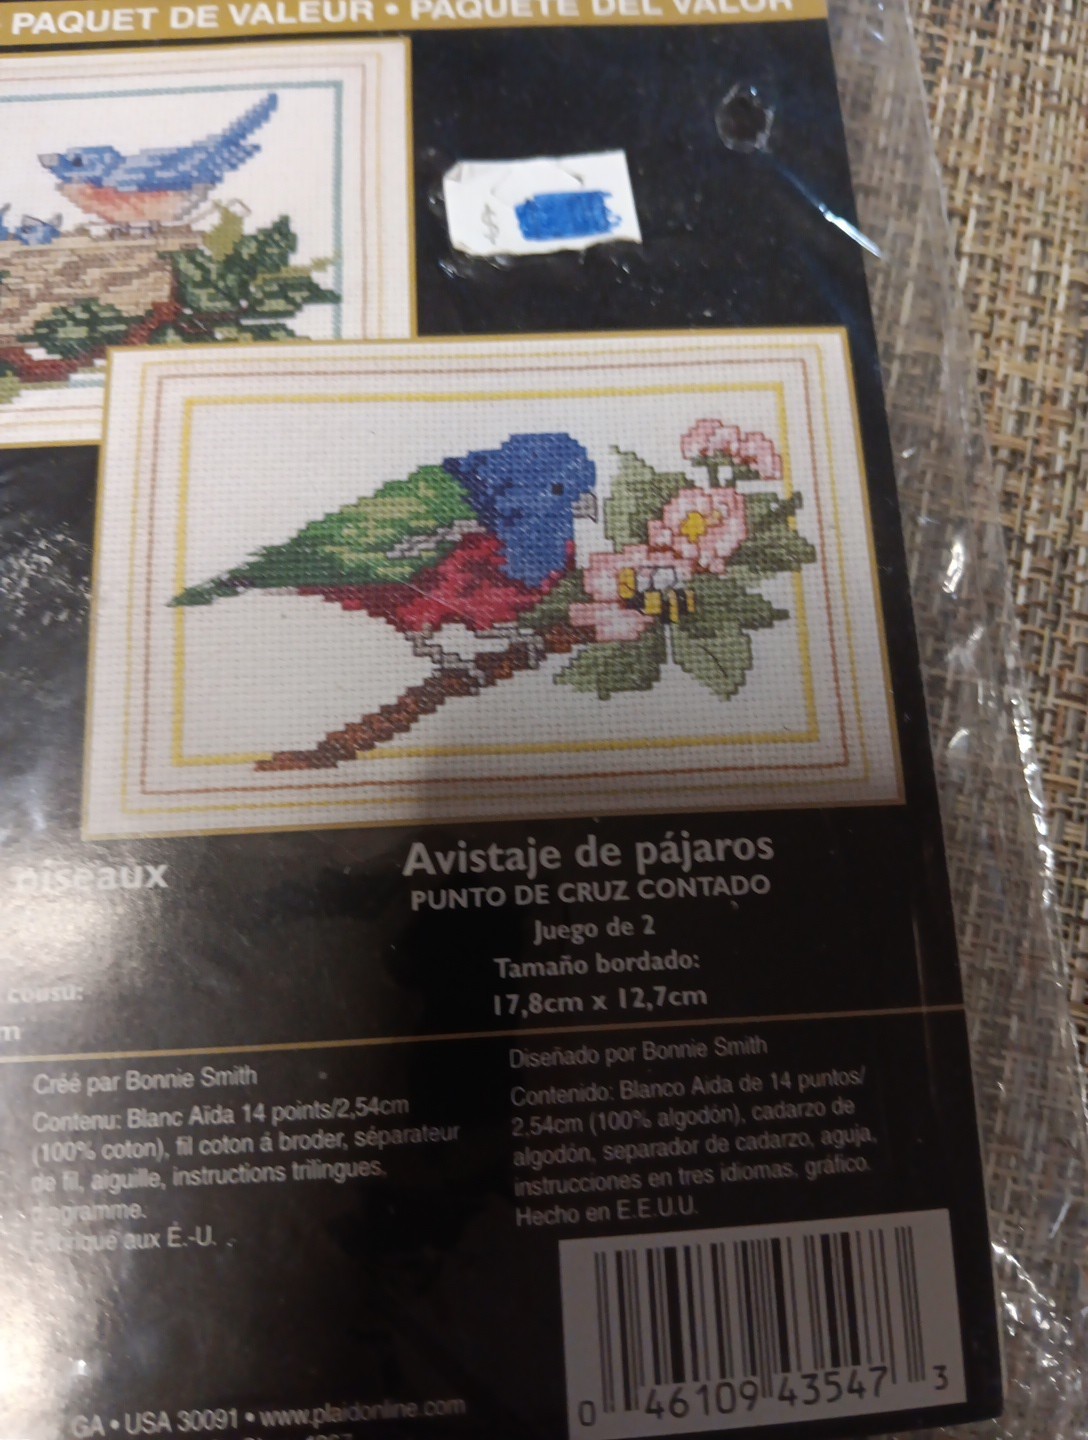 PAQUET DE VALEUR • PAQUETE DEL VALOR
$
oiseaux
Avistaje de pájaros
PUNTO DE CRUZ CONTADO
Juego de 2
Tamaño bordado:
17,8cm x 12,7cm
cousu:
m
Créé par Bonnie Smith
Contenu: Blanc Aïda 14 points/2,54cm
(100% coton), fil coton á broder, séparateur
de fil, aiguille, instructions trilingues,
diagramme.
Fabriqué aux É.-U.
Diseñado por Bonnie Smith
Contenido: Blanco Aida de 14 puntos/
2,54cm (100% algodón), cadarzo de
algodón, separador de cadarzo, aguja,
instrucciones en tres idiomas, gráfico.
Hecho en E.E.U.U.
0 46109 43547 3
GA • USA 30091 • www.plaidonline.com